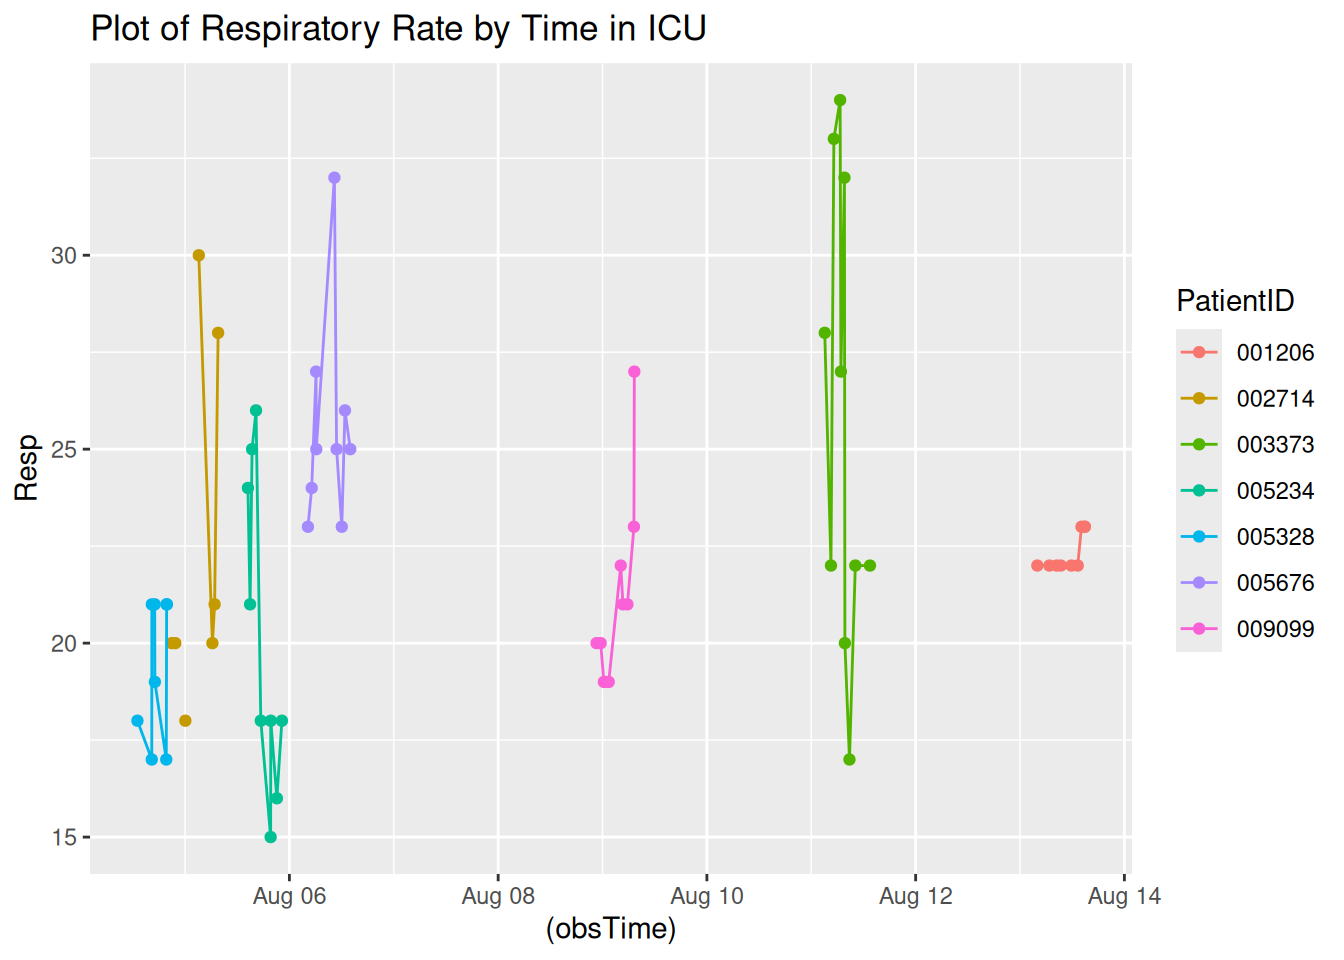 Plot of Respiratory Rate by Time in ICU
Resp
30
25
20
15
Aug 06 Aug 08 Aug 10 Aug 12 Aug 14
(obsTime)
PatientID
001206
002714
003373
005234
005328
005676
009099